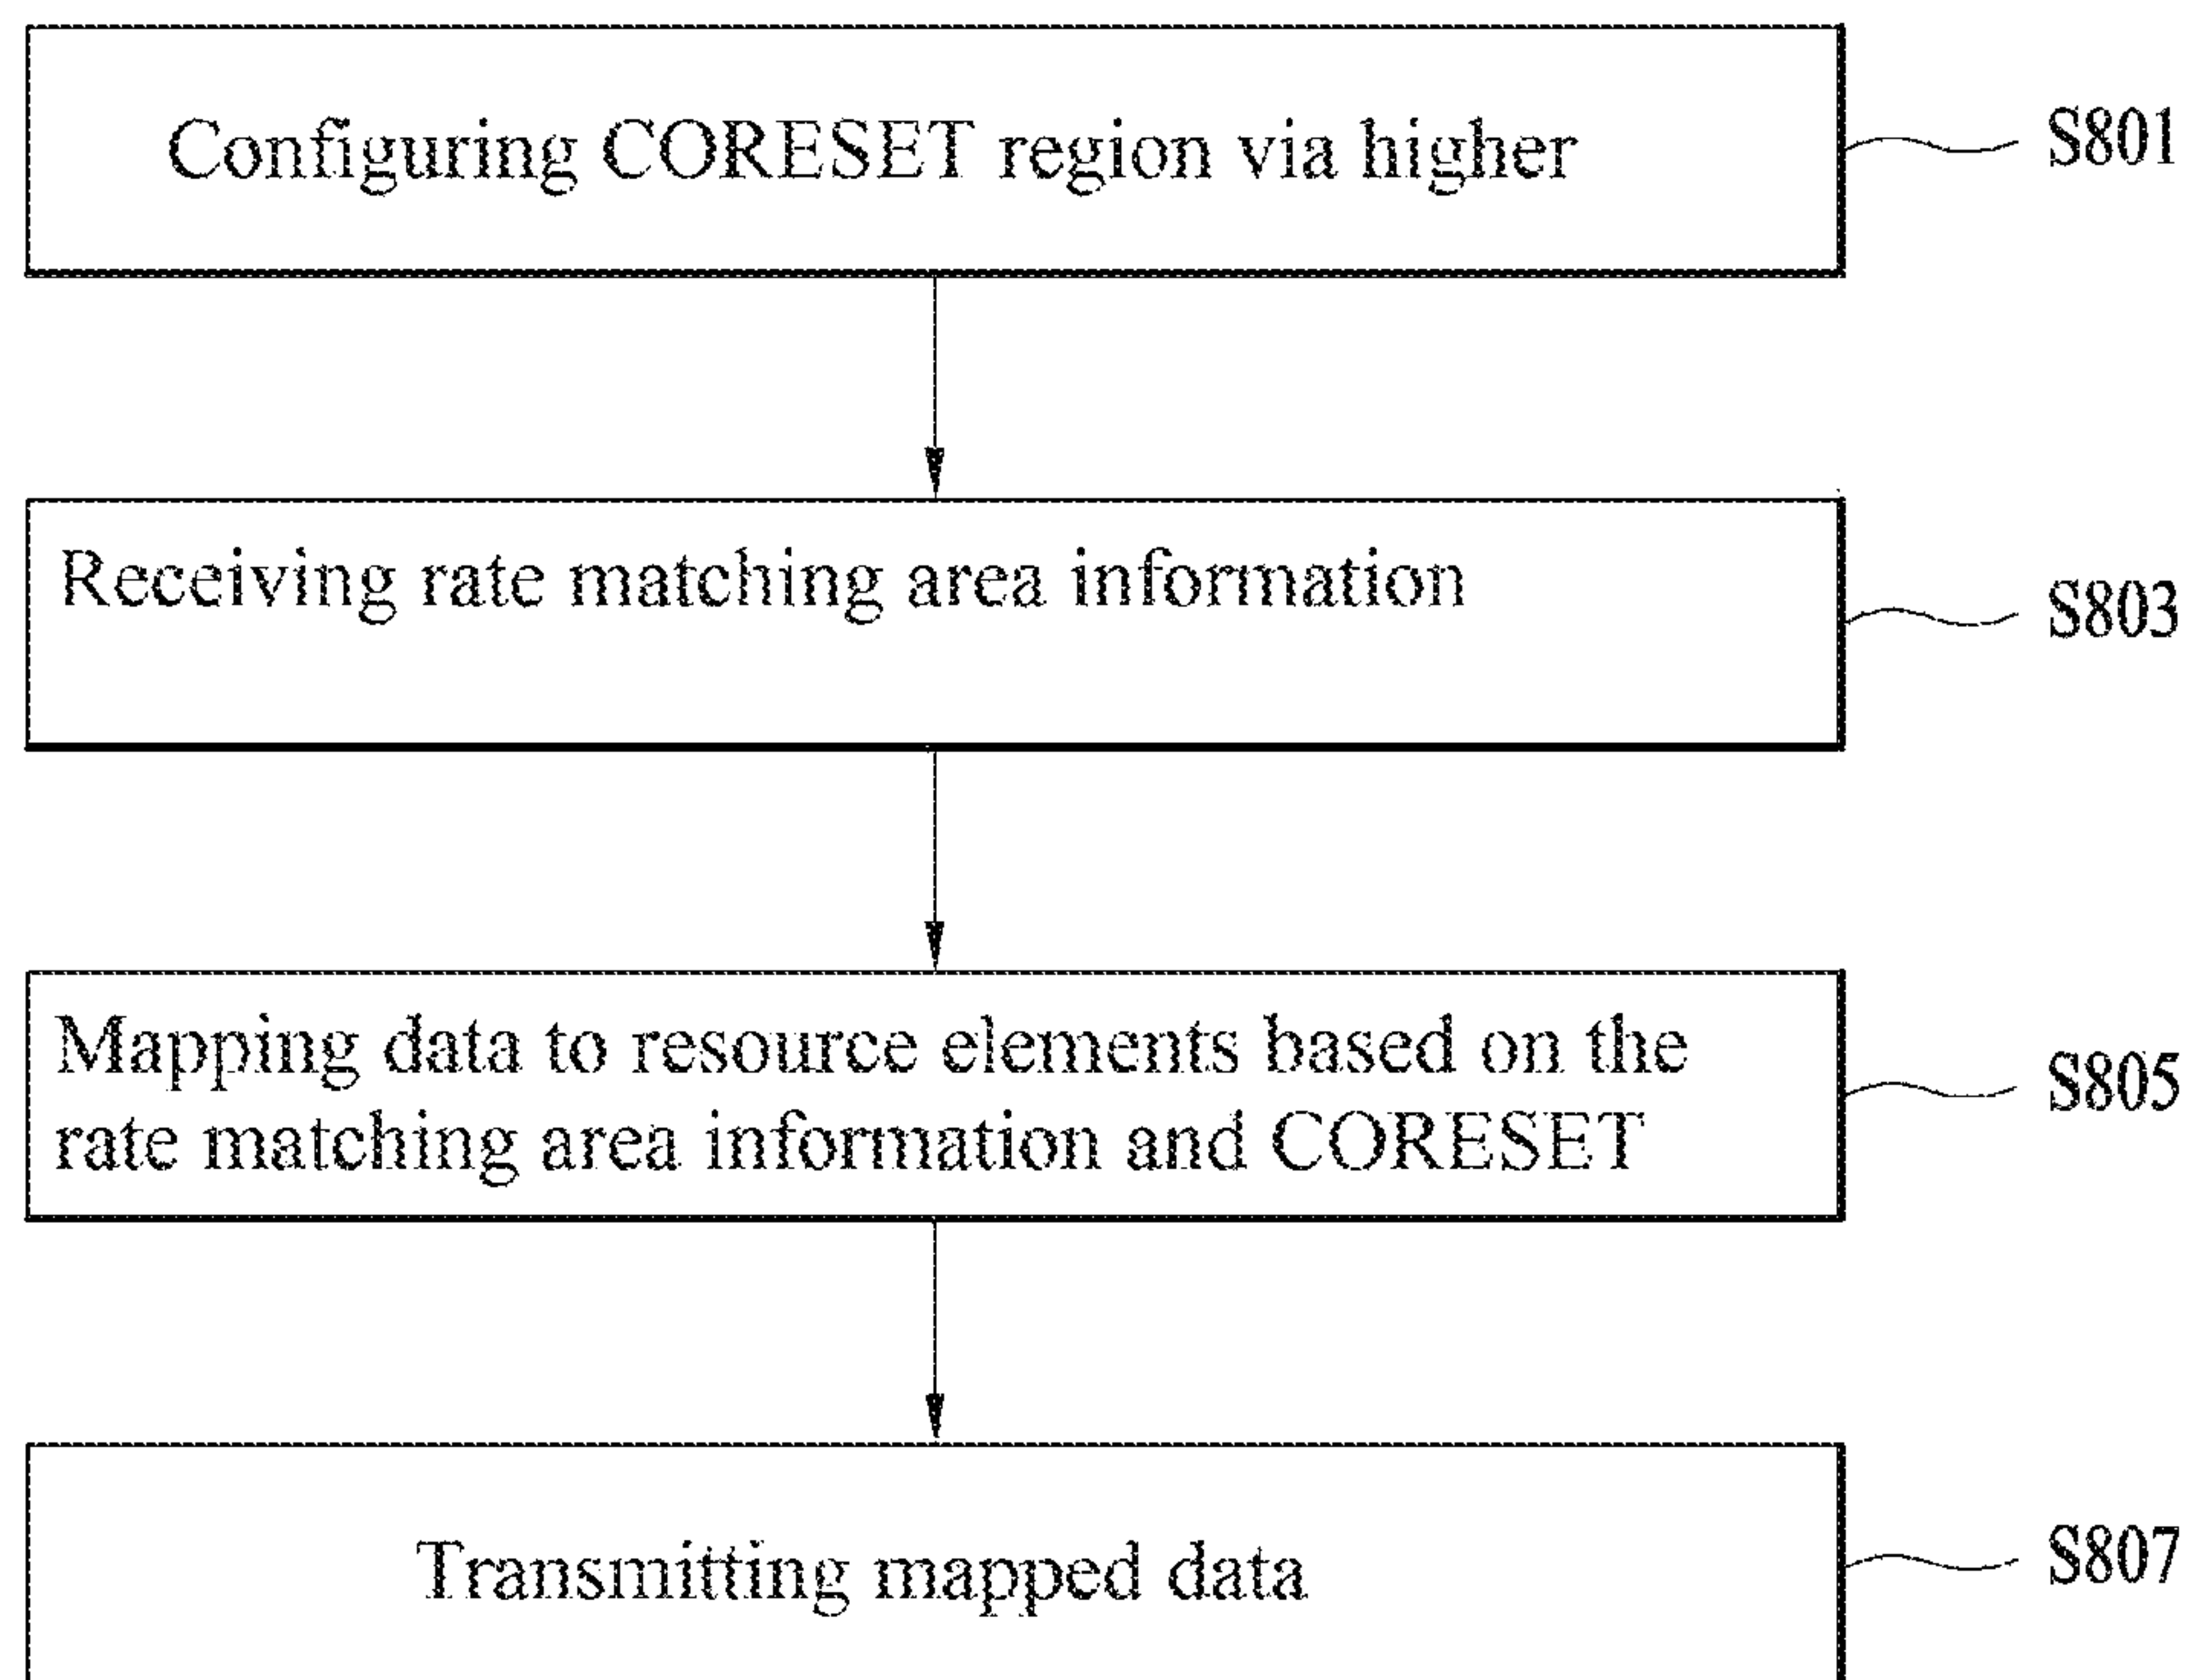 Configuring CORESET region via higher
S801
Receiving rate matching area information
S803
Mapping data to resource elements based on the
rate matching area information and CORESET
S805
Transmitting mapped data
S807